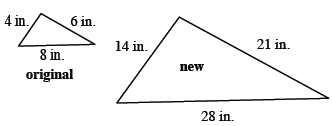 4 in.
6 in.
8 in.
original
14 in.
21 in.
new
28 in.